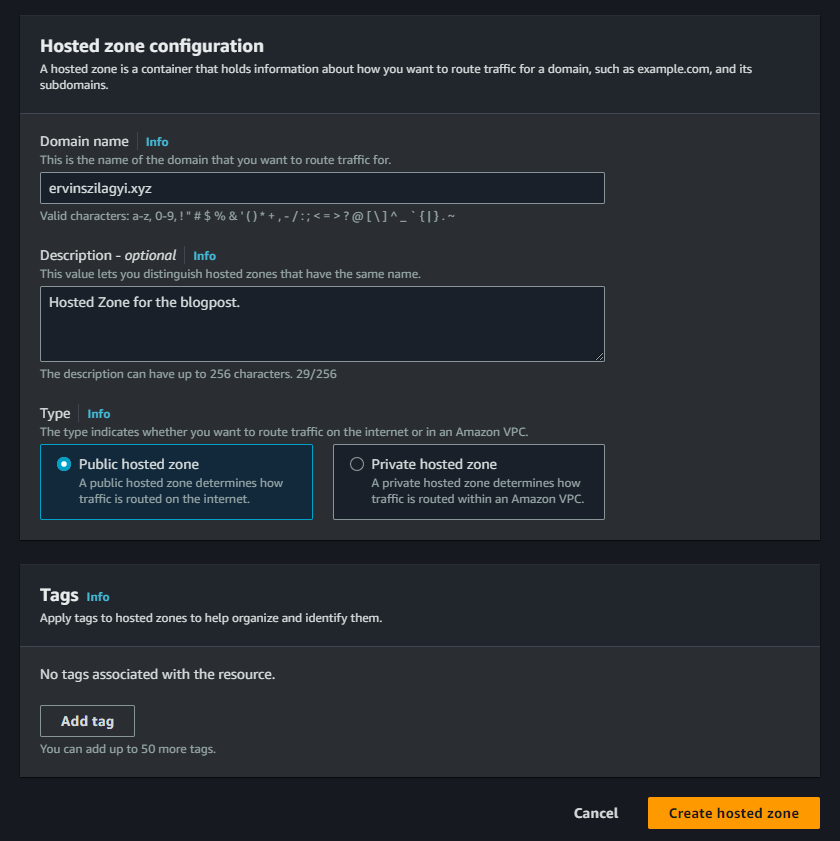 Hosted zone configuration
A hosted zone is a container that holds information about how you want to route traffic for a domain, such as example.com, and its
subdomains.
Domain name Info
This is the name of the domain that you want to route traffic for.
ervinszilagyi.xyz
Valid characters: a-z, 0-9, ! " # $ % & ' ( ) * + , - / : ; < = > ? @ [ \ ] ^ _ ` { | } . ~
Description - optional Info
This value lets you distinguish hosted zones that have the same name.
Hosted Zone for the blogpost.
The description can have up to 256 characters. 29/256
Type Info
The type indicates whether you want to route traffic on the internet or in an Amazon VPC.
Public hosted zone
A public hosted zone determines how
traffic is routed on the internet.
Private hosted zone
A private hosted zone determines how
traffic is routed within an Amazon VPC.
Tags Info
Apply tags to hosted zones to help organize and identify them.
No tags associated with the resource.
Add tag
You can add up to 50 more tags.
Cancel
Create hosted zone